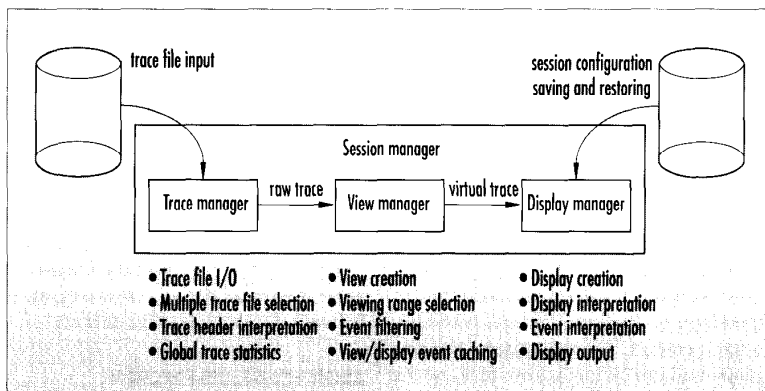 trace file input
session configuration
saving and restoring
Session manager
Trace manager
raw trace
View manager
virtual trace
Display manager
• Trace file I/O
• Multiple trace file selection
• Trace header interpretation
• Global trace statistics
• View creation
• Viewing range selection
• Event filtering
• View/display event caching
• Display creation
• Display interpretation
• Event interpretation
• Display output